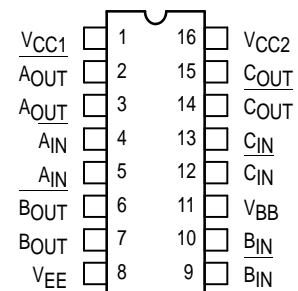 VCC1 1 16 VCC2
AOUT 2 15 COUT
AOUT 3 14 COUT
AIN 4 13 CIN
AIN 5 12 CIN
BOUT 6 11 VBB
BOUT 7 10 BIN
VEE 8 9 BIN